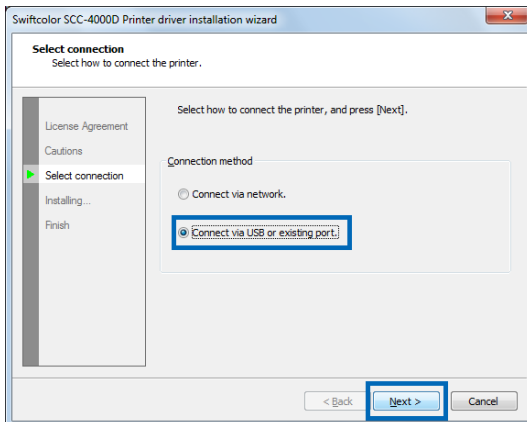 Swiftcolor SCC-4000D Printer driver installation wizard
Select connection
Select how to connect the printer.
Select how to connect the printer, and press [Next].
License Agreement
Cautions
Select connection
Installing...
Finish
Connection method
Connect via network.
Connect via USB or existing port.
< Back
Next >
Cancel